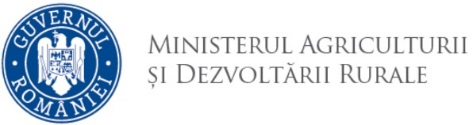 GUVERNUL
ROMÂNIEI
MINISTERUL AGRICULTURII
ȘI DEZVOLTĂRII RURALE